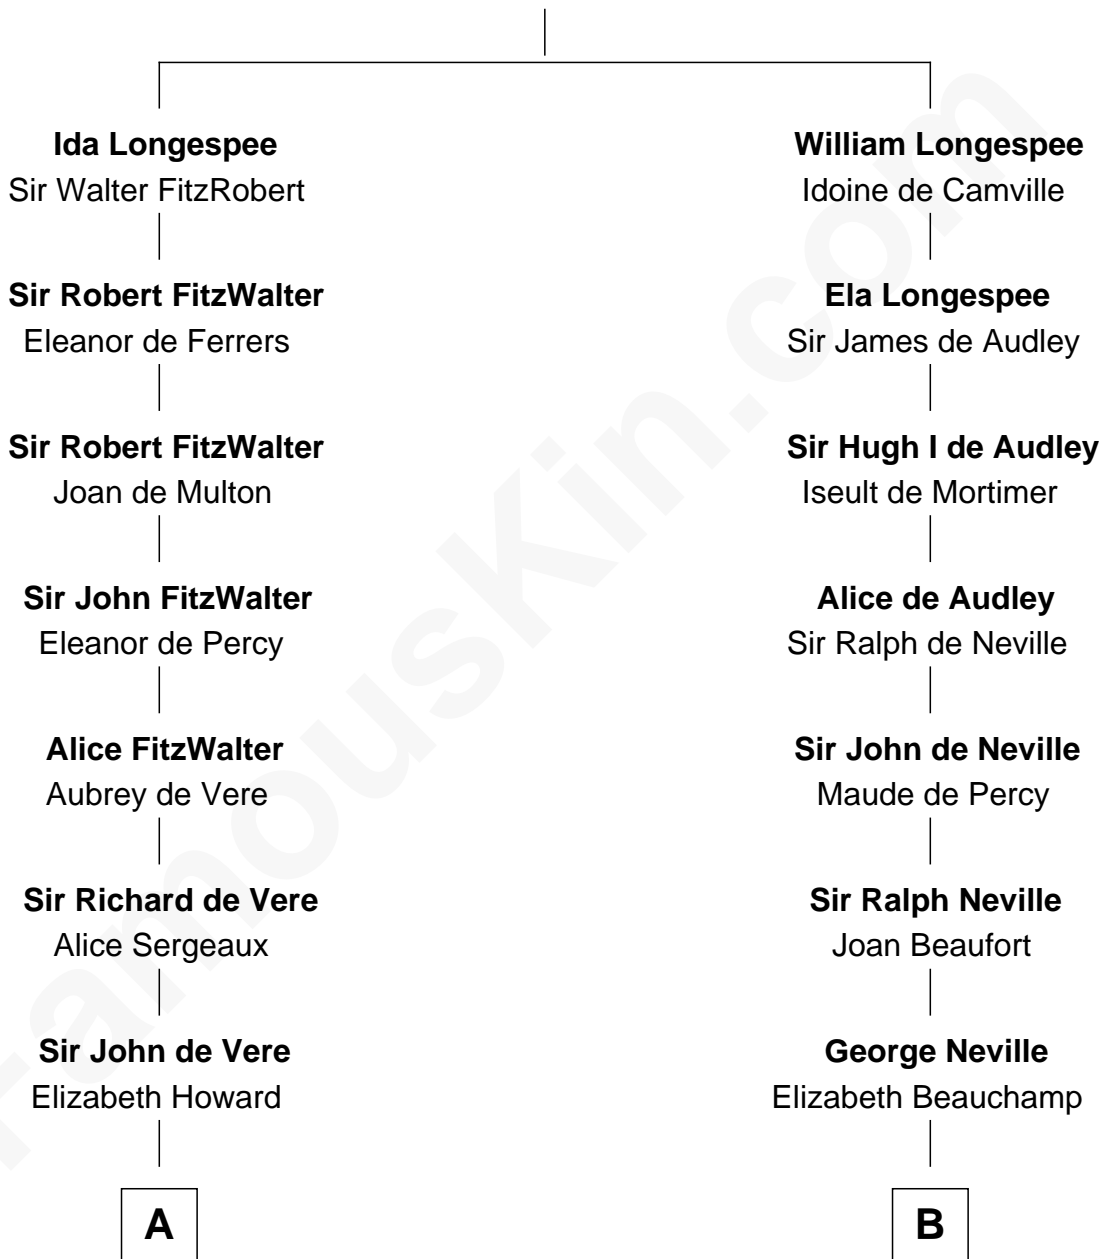 Ida Longespee
Sir Walter FitzRobert
Sir Robert FitzWalter
Eleanor de Ferrers
Sir Robert FitzWalter
Joan de Multon
Sir John FitzWalter
Eleanor de Percy
Alice FitzWalter
Aubrey de Vere
Sir Richard de Vere
Alice Sergeaux
Sir John de Vere
Elizabeth Howard
A
William Longespee
Idoine de Camville
Ela Longespee
Sir James de Audley
Sir Hugh I de Audley
Iseult de Mortimer
Alice de Audley
Sir Ralph de Neville
Sir John de Neville
Maude de Percy
Sir Ralph Neville
Joan Beaufort
George Neville
Elizabeth Beauchamp
B
FamousKin.com